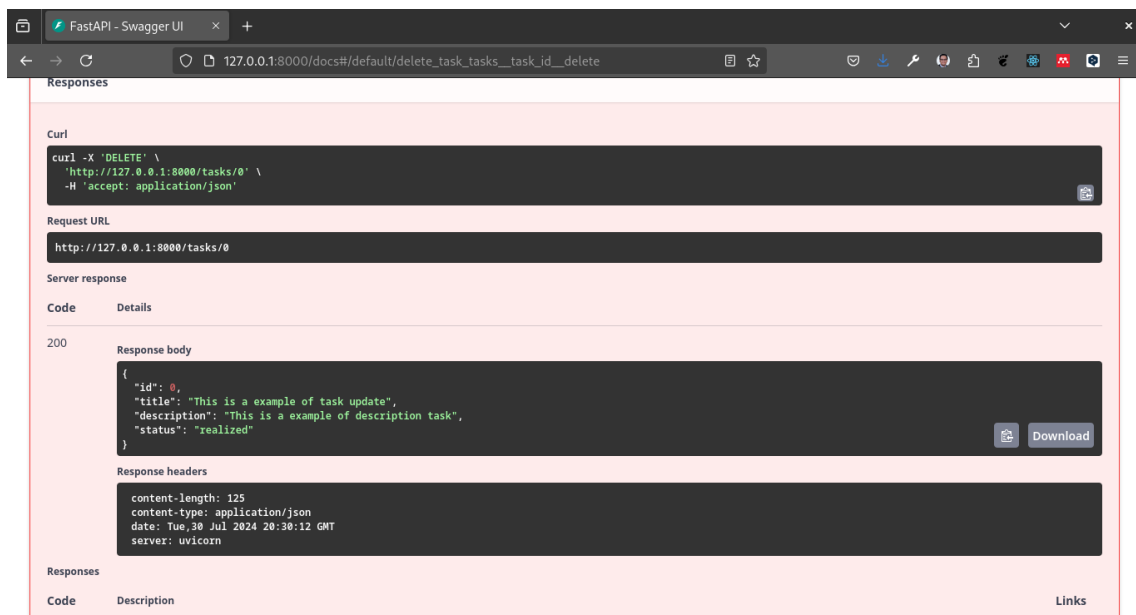 FastAPI - Swagger UI
127.0.0.1:8000/docs#/default/delete_task_tasks__task_id__delete
Responses
Curl
curl -X 'DELETE' \
'http://127.0.0.1:8000/tasks/0' \
-H 'accept: application/json'
Request URL
http://127.0.0.1:8000/tasks/0
Server response
Code Details
200
Response body
{
"id": 0,
"title": "This is a example of task update",
"description": "This is a example of description task",
"status": "realized"
}
Download
Response headers
content-length: 125
content-type: application/json
date: Tue,30 Jul 2024 20:30:12 GMT
server: uvicorn
Responses
Code Description Links